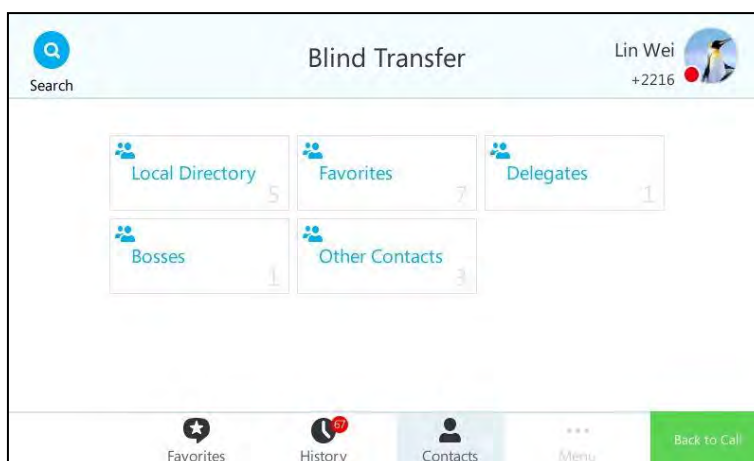 Blind Transfer
Lin Wei
Search
+2216
Local Directory
5
Favorites
7
Delegates
1
Bosses
1
Other Contacts
3
67
Favorites
History
Contacts
Menu
Back to Call